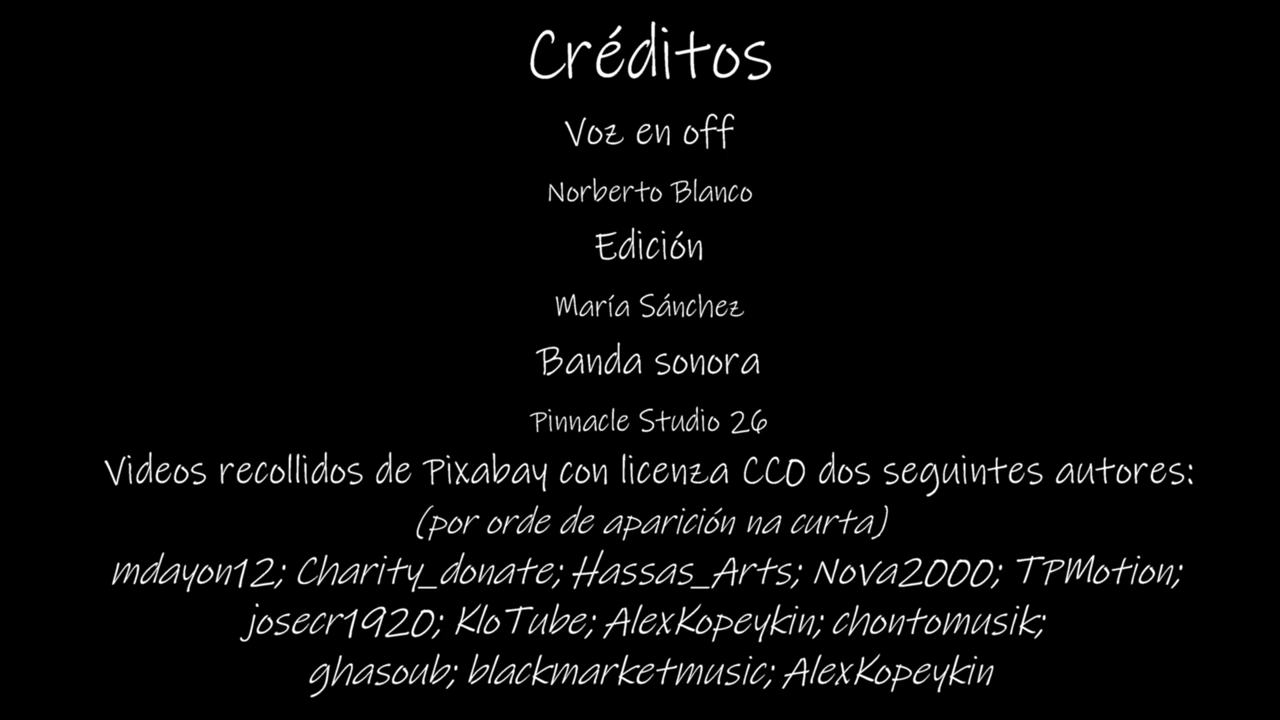 Créditos
Voz en off
Norberto Blanco
Edición
María Sánchez
Banda sonora
Pinnacle Studio 26
Videos recollidos de Pixabay con licenza CC0 dos seguintes autores:
(por orde de aparición na curta)
mdayon12; Charity_donate; Hassas_Arts; Nova2000; TPMotion;
josecr1920; KloTube; AlexKopeykin; chontomusik;
ghasoub; blackmarketmusic; AlexKopeykin